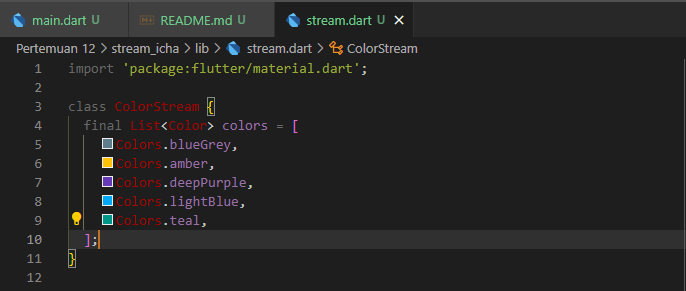 main.dart U
README.md U
stream.dart U
Pertemuan 12 > stream_icha > lib > stream.dart > ColorStream
1 import 'package:flutter/material.dart';
2
3 class ColorStream {
4 final List<Color> colors = [
5 Colors.blueGrey,
6 Colors.amber,
7 Colors.deepPurple,
8 Colors.lightBlue,
9 Colors.teal,
10 ];
11 }
12